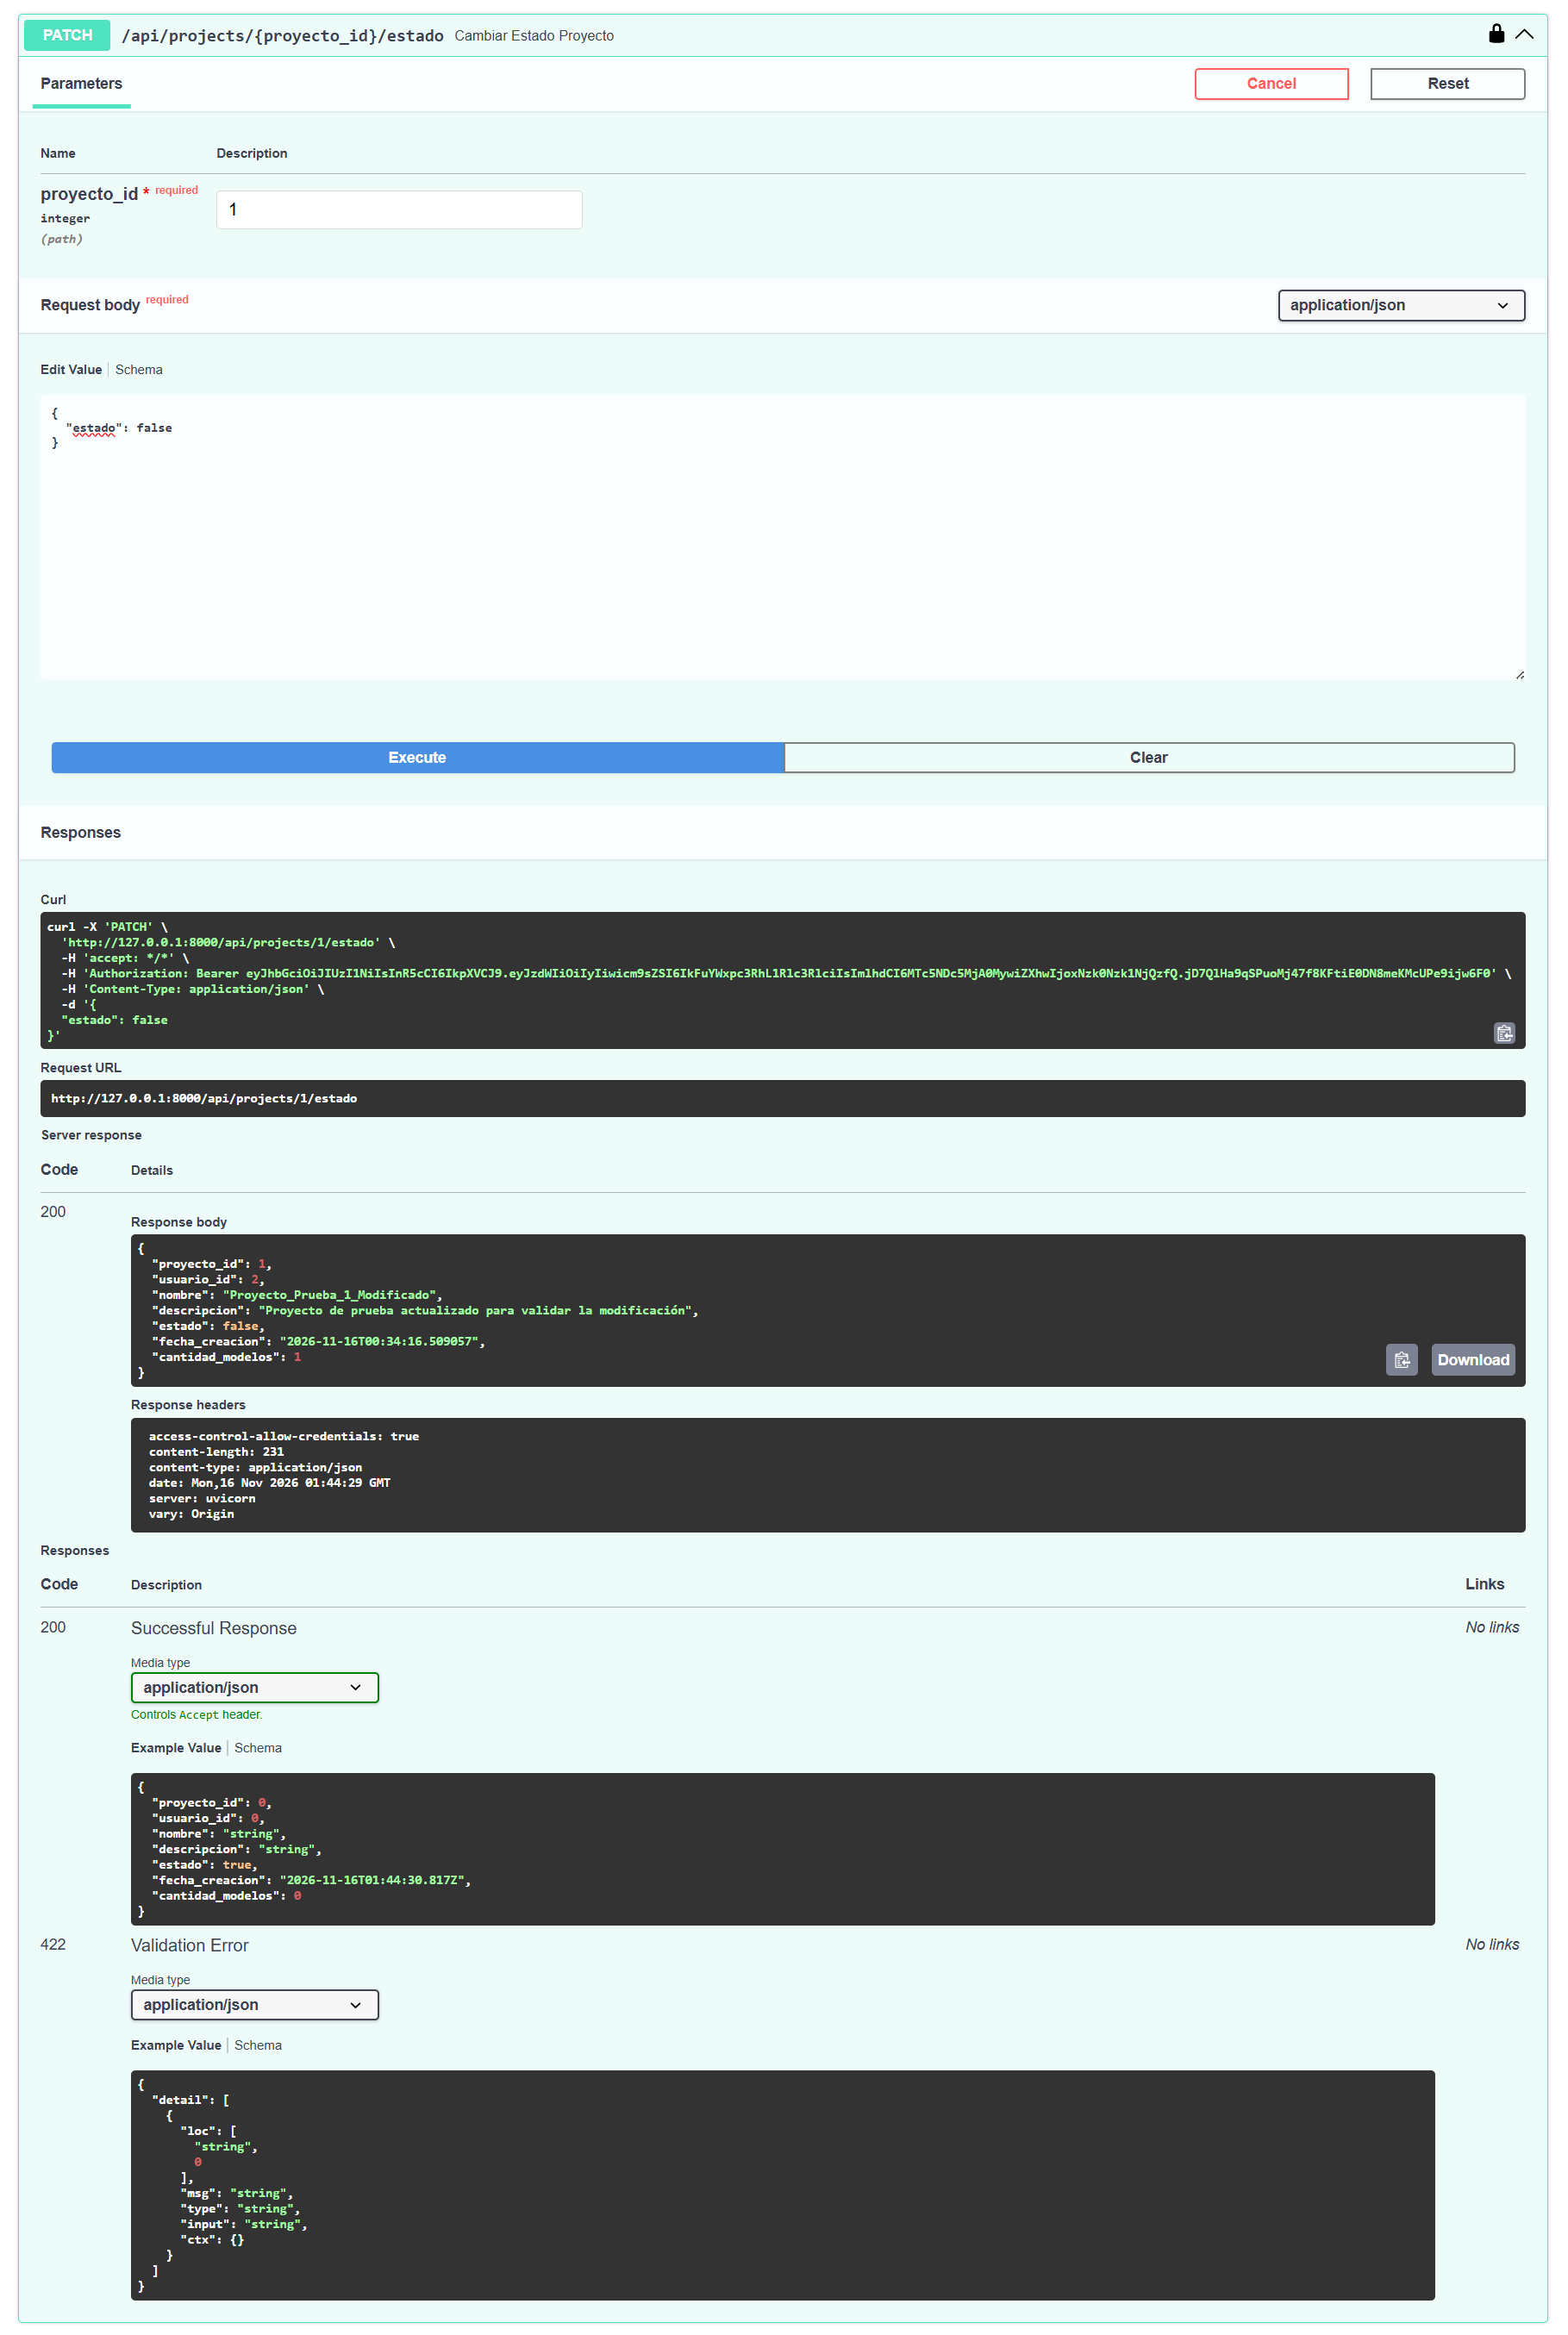 PATCH /api/projects/{proyecto_id}/estado Cambiar Estado Proyecto
Parameters
Cancel
Reset
Name Description
proyecto_id * required
integer
(path)
1
Request body required
application/json
Edit Value Schema
{
  "estado": false
}
Execute
Clear
Responses
Curl
curl -X 'PATCH' \
  'http://127.0.0.1:8000/api/projects/1/estado' \
  -H 'accept: */*' \
  -H 'Authorization: Bearer eyJhbGciOiJIUzI1NiIsInR5cCI6IkpXVCJ9.eyJzdWIiOiIyIiwicm9sZSI6IkFuYWxpc3RhL1Rlc3RlciIsImlhdCI6MTc5NDc5MjA0MywiZXhwIjoxNzk0Nzk1NjQzfQ.jD7QlHa9qSPuoMj47f8KFtiE0DN8meKMcUPe9ijw6F0' \
  -H 'Content-Type: application/json' \
  -d '{
  "estado": false
}'
Request URL
http://127.0.0.1:8000/api/projects/1/estado
Server response
Code Details
200
Response body
{
  "proyecto_id": 1,
  "usuario_id": 2,
  "nombre": "Proyecto_Prueba_1_Modificado",
  "descripcion": "Proyecto de prueba actualizado para validar la modificación",
  "estado": false,
  "fecha_creacion": "2026-11-16T00:34:16.509057",
  "cantidad_modelos": 1
}
Download
Response headers
access-control-allow-credentials: true
content-length: 231
content-type: application/json
date: Mon,16 Nov 2026 01:44:29 GMT
server: uvicorn
vary: Origin
Responses
Code Description Links
200 Successful Response No links
Media type
application/json
Controls Accept header.
Example Value Schema
{
  "proyecto_id": 0,
  "usuario_id": 0,
  "nombre": "string",
  "descripcion": "string",
  "estado": true,
  "fecha_creacion": "2026-11-16T01:44:30.817Z",
  "cantidad_modelos": 0
}
422 Validation Error No links
Media type
application/json
Example Value Schema
{
  "detail": [
    {
      "loc": [
        "string",
        0
      ],
      "msg": "string",
      "type": "string",
      "input": "string",
      "ctx": {}
    }
  ]
}